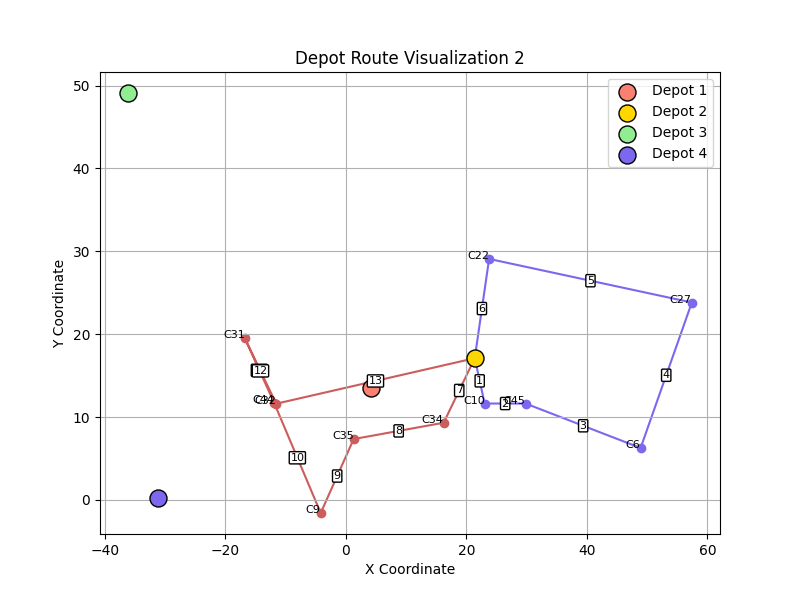 Depot Route Visualization 2
Depot 1
Depot 2
Depot 3
Depot 4
50
40
30
20
10
0
−40
−20
0
20
40
60
X Coordinate
Y Coordinate
C22
C27
C31
C10
C45
C34
C35
C6
C9
1
2
3
4
5
6
7
8
9
10
12
13